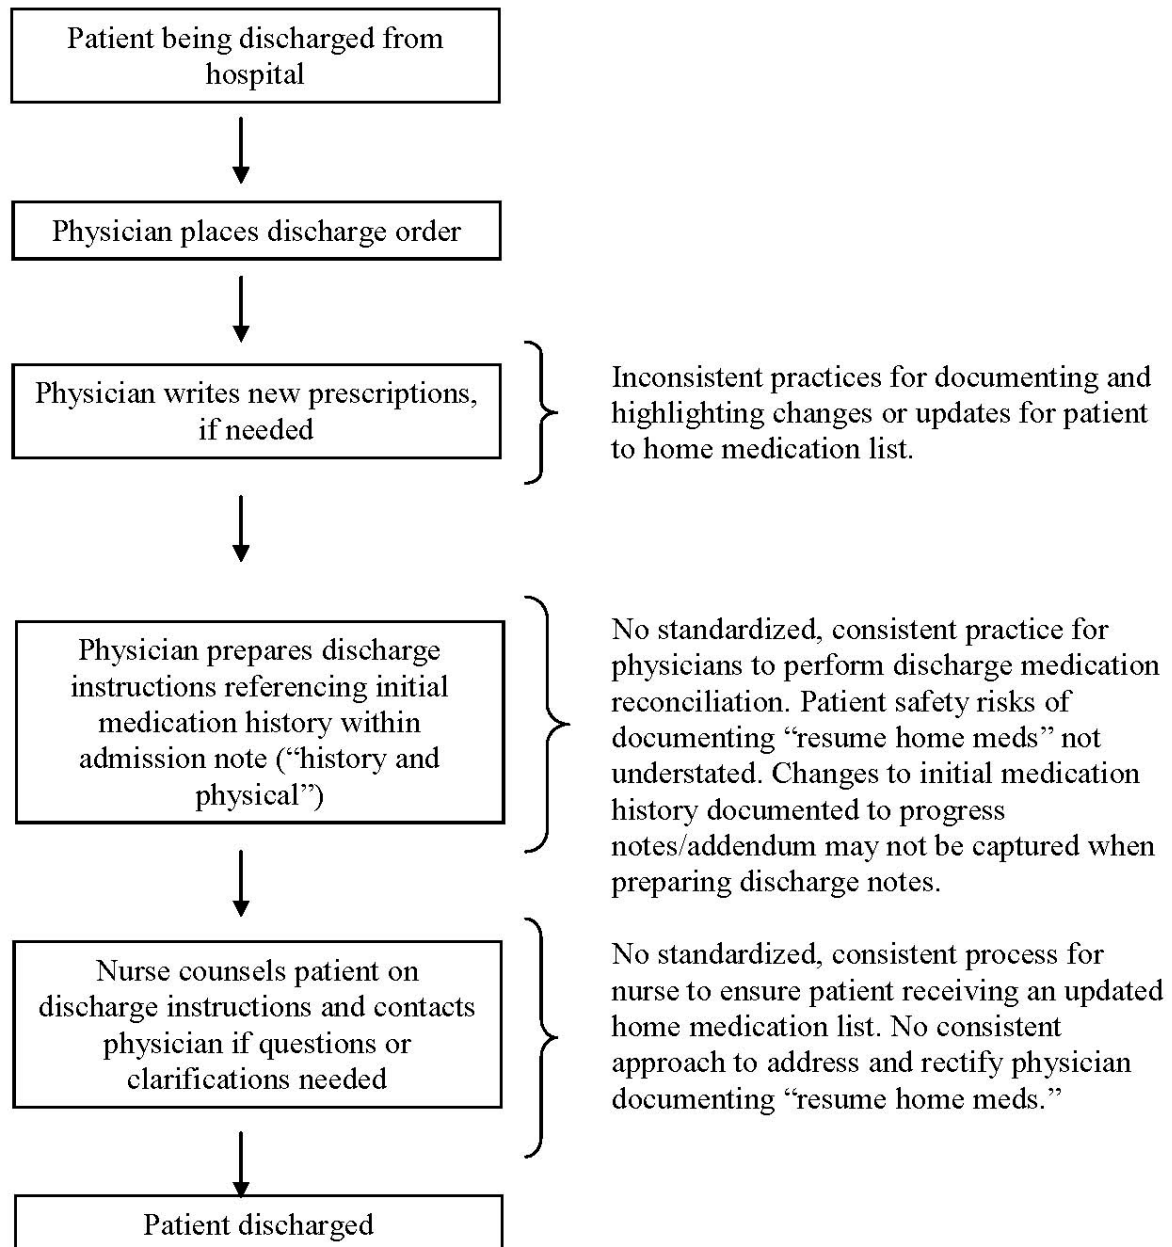 Patient being discharged from
hospital
Physician places discharge order
Physician writes new prescriptions,
if needed
Inconsistent practices for documenting and
highlighting changes or updates for patient
to home medication list.
Physician prepares discharge
instructions referencing initial
medication history within
admission note (“history and
physical”)
No standardized, consistent practice for
physicians to perform discharge medication
reconciliation. Patient safety risks of
documenting “resume home meds” not
understated. Changes to initial medication
history documented to progress
notes/addendum may not be captured when
preparing discharge notes.
Nurse counsels patient on
discharge instructions and contacts
physician if questions or
clarifications needed
No standardized, consistent process for
nurse to ensure patient receiving an updated
home medication list. No consistent
approach to address and rectify physician
documenting “resume home meds.”
Patient discharged